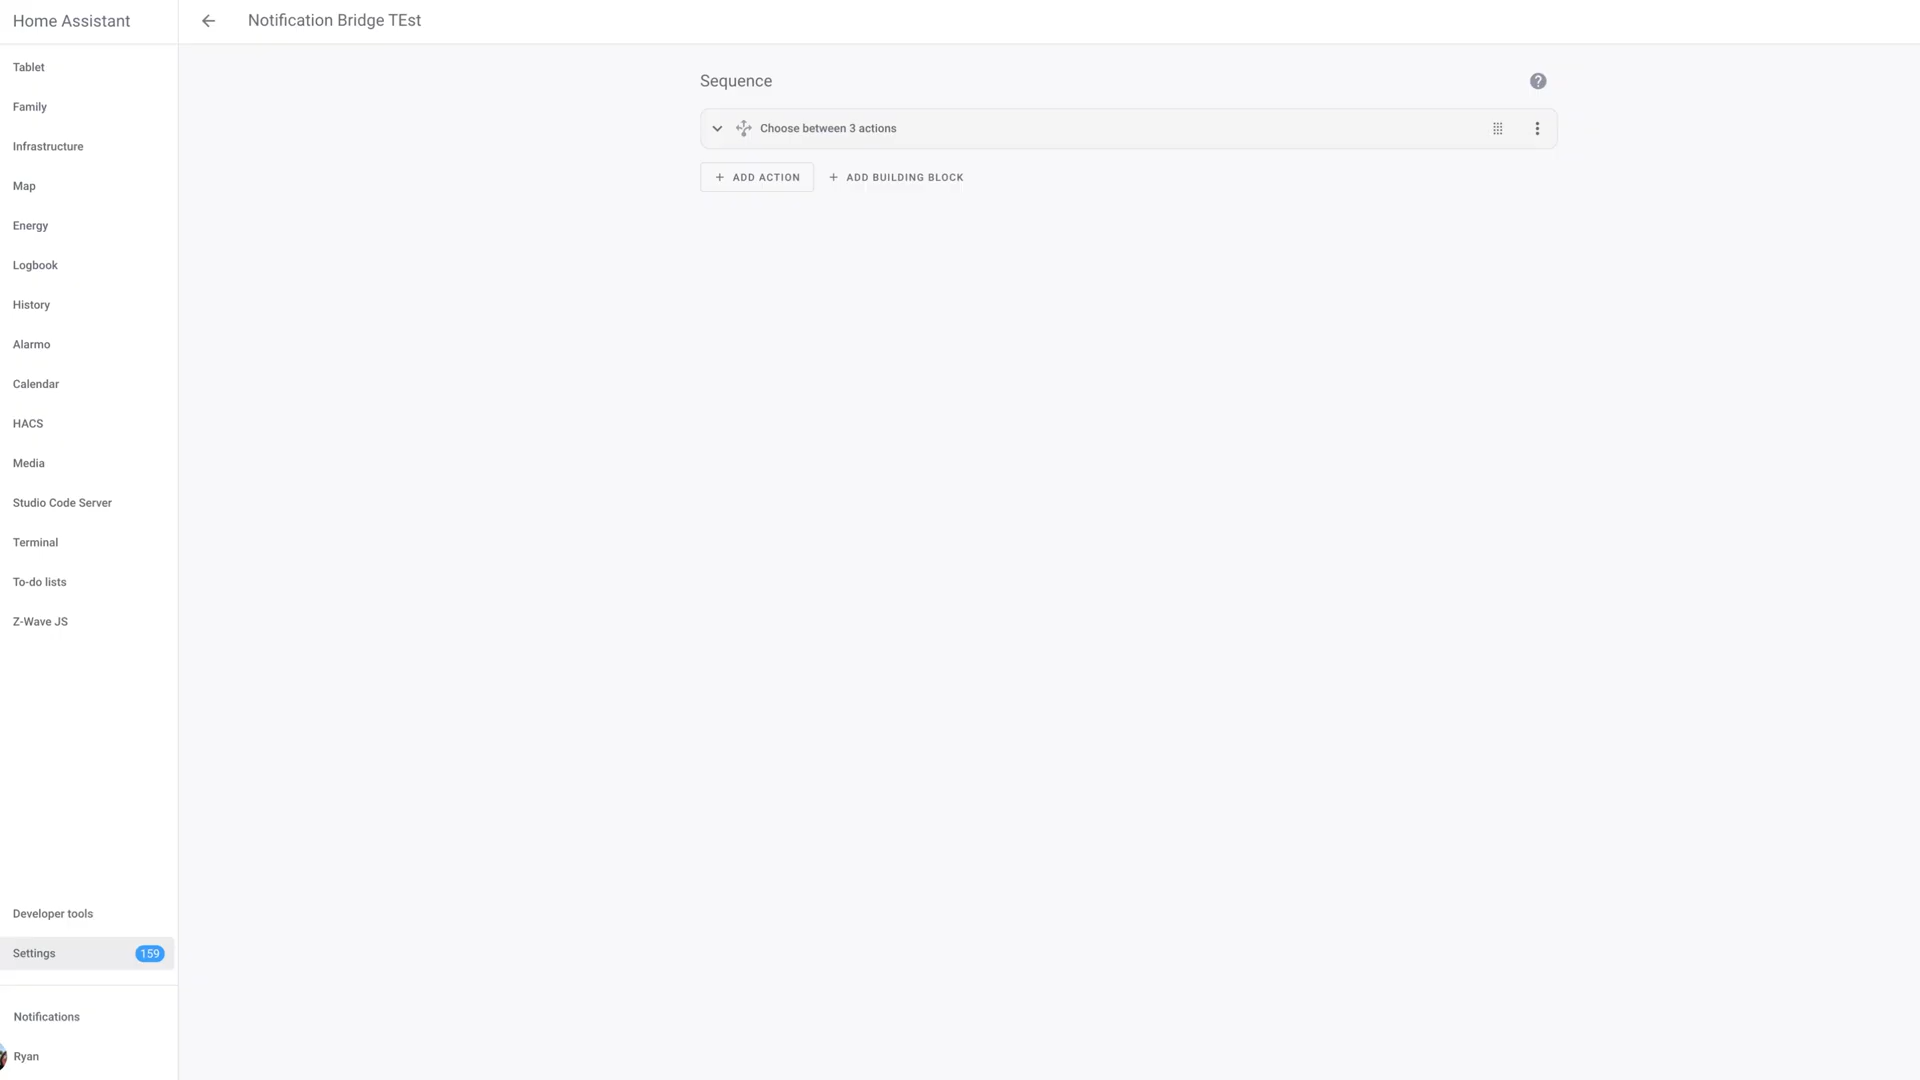 Home Assistant
Notification Bridge TEst
Tablet
Family
Infrastructure
Map
Energy
Logbook
History
Alarmo
Calendar
HACS
Media
Studio Code Server
Terminal
To-do lists
Z-Wave JS
Developer tools
Settings 159
Notifications
Ryan
Sequence
?
Choose between 3 actions
+ ADD ACTION + ADD BUILDING BLOCK